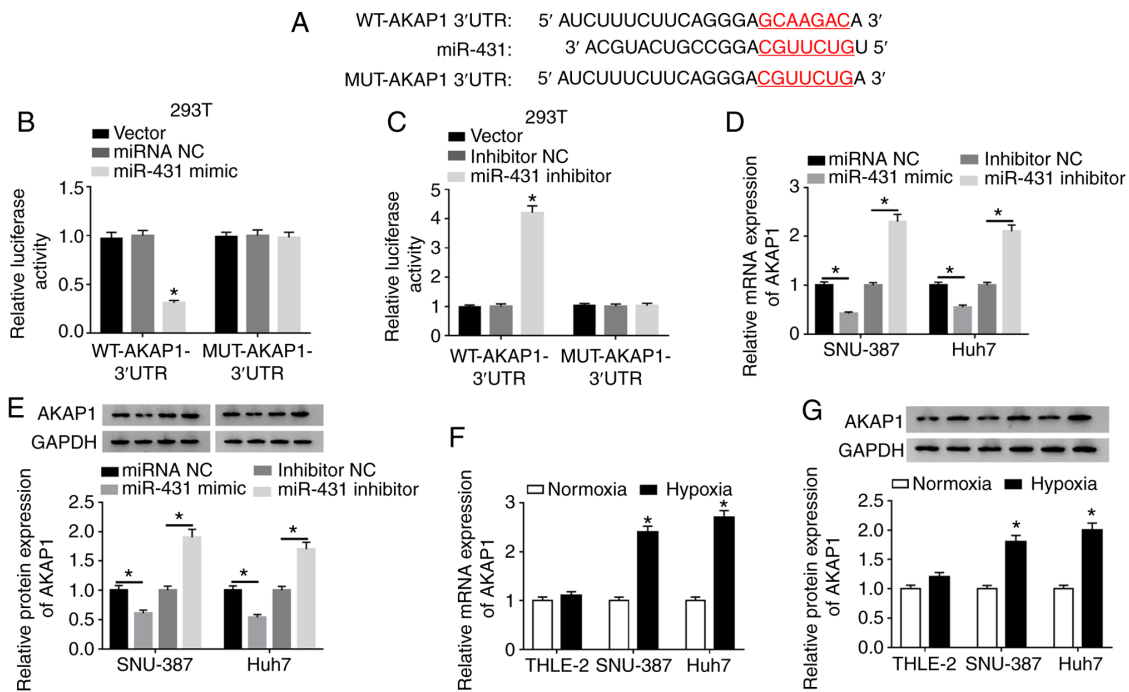 A
WT-AKAP1 3′UTR: 5′ AUCUUUCUUCAGGGAGCAAGACA 3′
miR-431: 3′ ACGUACUGCCGGACGUUCUGU 5′
MUT-AKAP1 3′UTR: 5′ AUCUUUCUUCAGGGACGUUCUGA 3′
B
293T
Vector
miRNA NC
miR-431 mimic
Relative luciferase
activity
1.5
1.0
0.5
0.0
*
WT-AKAP1-
3′UTR
MUT-AKAP1-
3′UTR
C
293T
Vector
Inhibitor NC
miR-431 inhibitor
Relative luciferase
activity
5
4
3
2
1
0
*
WT-AKAP1-
3′UTR
MUT-AKAP1-
3′UTR
D
miRNA NC
miR-431 mimic
Inhibitor NC
miR-431 inhibitor
Relative mRNA expression
of AKAP1
3
2
1
0
* * * *
SNU-387 Huh7
E
AKAP1
GAPDH
miRNA NC
miR-431 mimic
Inhibitor NC
miR-431 inhibitor
Relative protein expression
of AKAP1
2.5
2.0
1.5
1.0
0.5
0.0
* * * *
SNU-387 Huh7
F
Normoxia Hypoxia
Relative mRNA expression
of AKAP1
3
2
1
0
* *
THLE-2 SNU-387 Huh7
G
AKAP1
GAPDH
Normoxia Hypoxia
Relative protein expression
of AKAP1
2.5
2.0
1.5
1.0
0.5
0.0
* *
THLE-2 SNU-387 Huh7